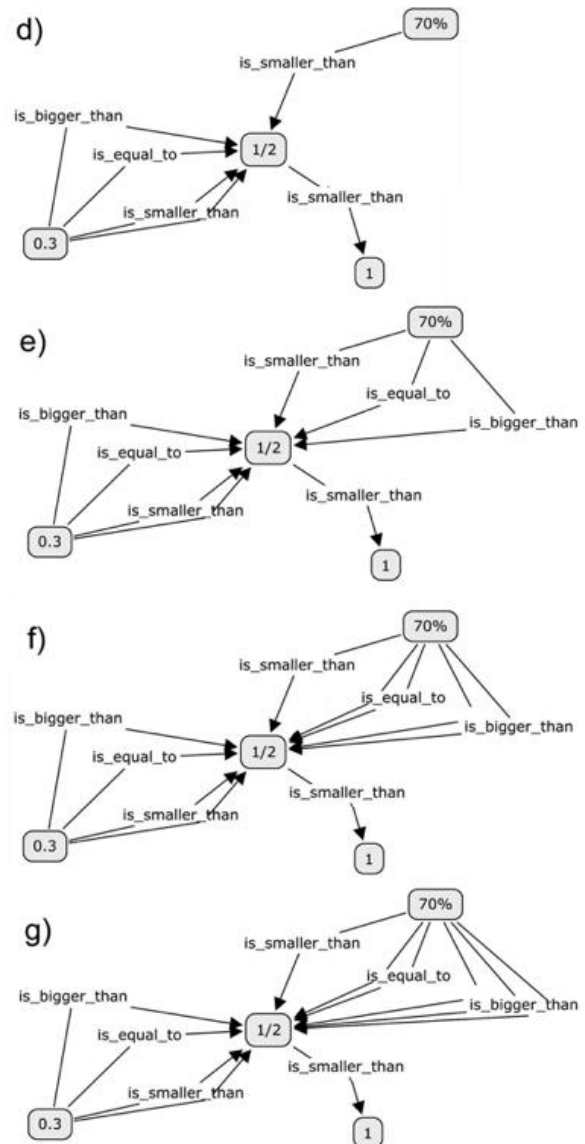 d)
70%
is_smaller_than
is_bigger_than
is_equal_to
1/2
is_smaller_than
is_smaller_than
0.3
1
e)
70%
is_smaller_than
is_equal_to
is_bigger_than
is_bigger_than
is_equal_to
1/2
is_smaller_than
is_smaller_than
0.3
1
f)
70%
is_smaller_than
is_equal_to
is_bigger_than
is_bigger_than
is_equal_to
1/2
is_smaller_than
is_smaller_than
0.3
1
g)
70%
is_smaller_than
is_equal_to
is_bigger_than
is_bigger_than
is_equal_to
1/2
is_smaller_than
is_smaller_than
0.3
1